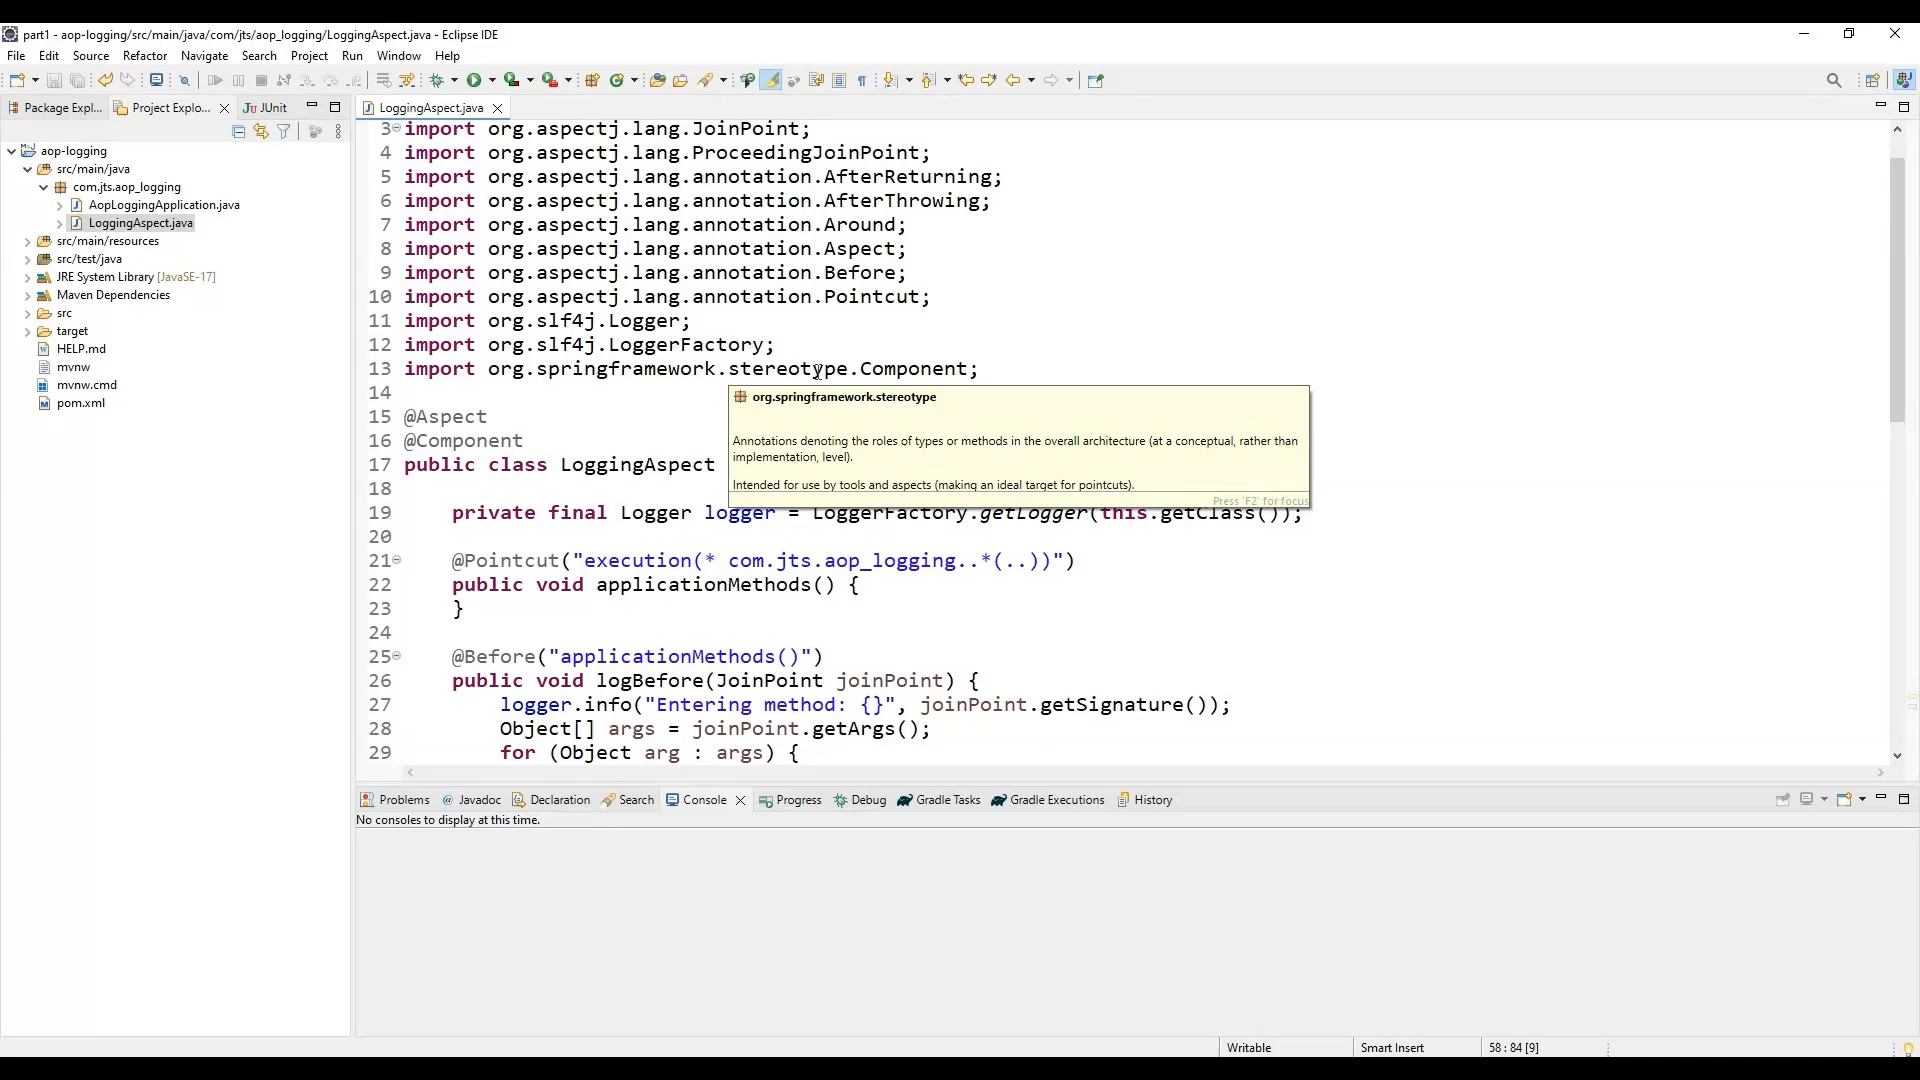 part1 - aop-logging/src/main/java/com/jts/aop_logging/LoggingAspect.java - Eclipse IDE
File Edit Source Refactor Navigate Search Project Run Window Help
Package Expl... Project Explo... JUnit
aop-logging
src/main/java
com.jts.aop_logging
AopLoggingApplication.java
LoggingAspect.java
src/main/resources
src/test/java
JRE System Library [JavaSE-17]
Maven Dependencies
src
target
HELP.md
mvnw
mvnw.cmd
pom.xml
LoggingAspect.java
3 import org.aspectj.lang.JoinPoint;
4 import org.aspectj.lang.ProceedingJoinPoint;
5 import org.aspectj.lang.annotation.AfterReturning;
6 import org.aspectj.lang.annotation.AfterThrowing;
7 import org.aspectj.lang.annotation.Around;
8 import org.aspectj.lang.annotation.Aspect;
9 import org.aspectj.lang.annotation.Before;
10 import org.aspectj.lang.annotation.Pointcut;
11 import org.slf4j.Logger;
12 import org.slf4j.LoggerFactory;
13 import org.springframework.stereotype.Component;
14
15 @Aspect
16 @Component
17 public class LoggingAspect
18
19 private final Logger logger = LoggerFactory.getLogger(this.getClass());
20
21 @Pointcut("execution(* com.jts.aop_logging..*(..))")
22 public void applicationMethods() {
23 }
24
25 @Before("applicationMethods()")
26 public void logBefore(JoinPoint joinPoint) {
27 logger.info("Entering method: {}", joinPoint.getSignature());
28 Object[] args = joinPoint.getArgs();
29 for (Object arg : args) {
org.springframework.stereotype
Annotations denoting the roles of types or methods in the overall architecture (at a conceptual, rather than
implementation, level).
Intended for use by tools and aspects (making an ideal target for pointcuts).
Press 'F2' for focus
Problems Javadoc Declaration Search Console Progress Debug Gradle Tasks Gradle Executions History
No consoles to display at this time.
Writable Smart Insert 58 : 84 [9]